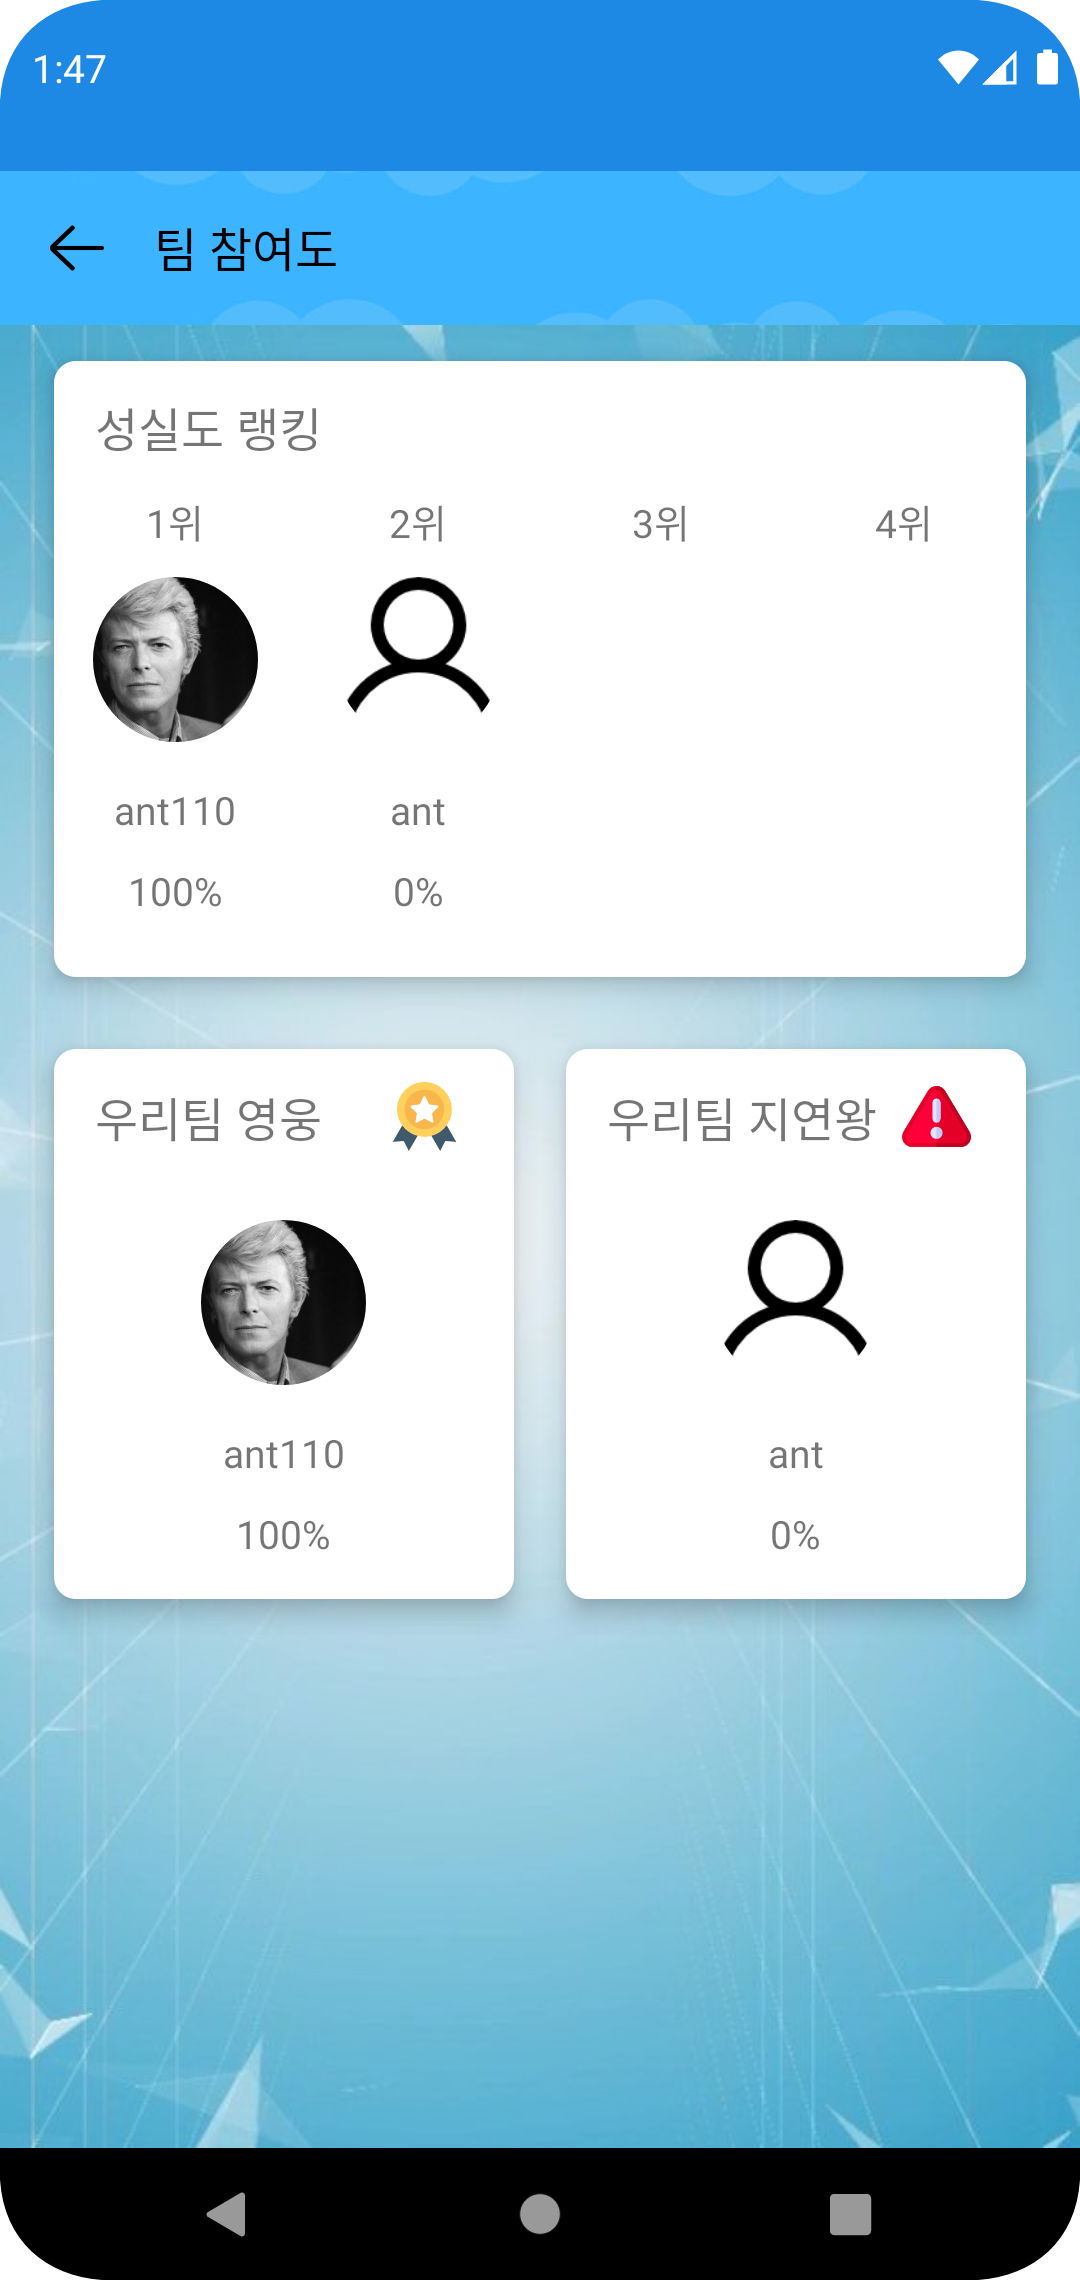 1:47
팀 참여도
성실도 랭킹
1위 2위 3위 4위
ant110 ant
100% 0%
우리팀 영웅 우리팀 지연왕
ant110 ant
100% 0%